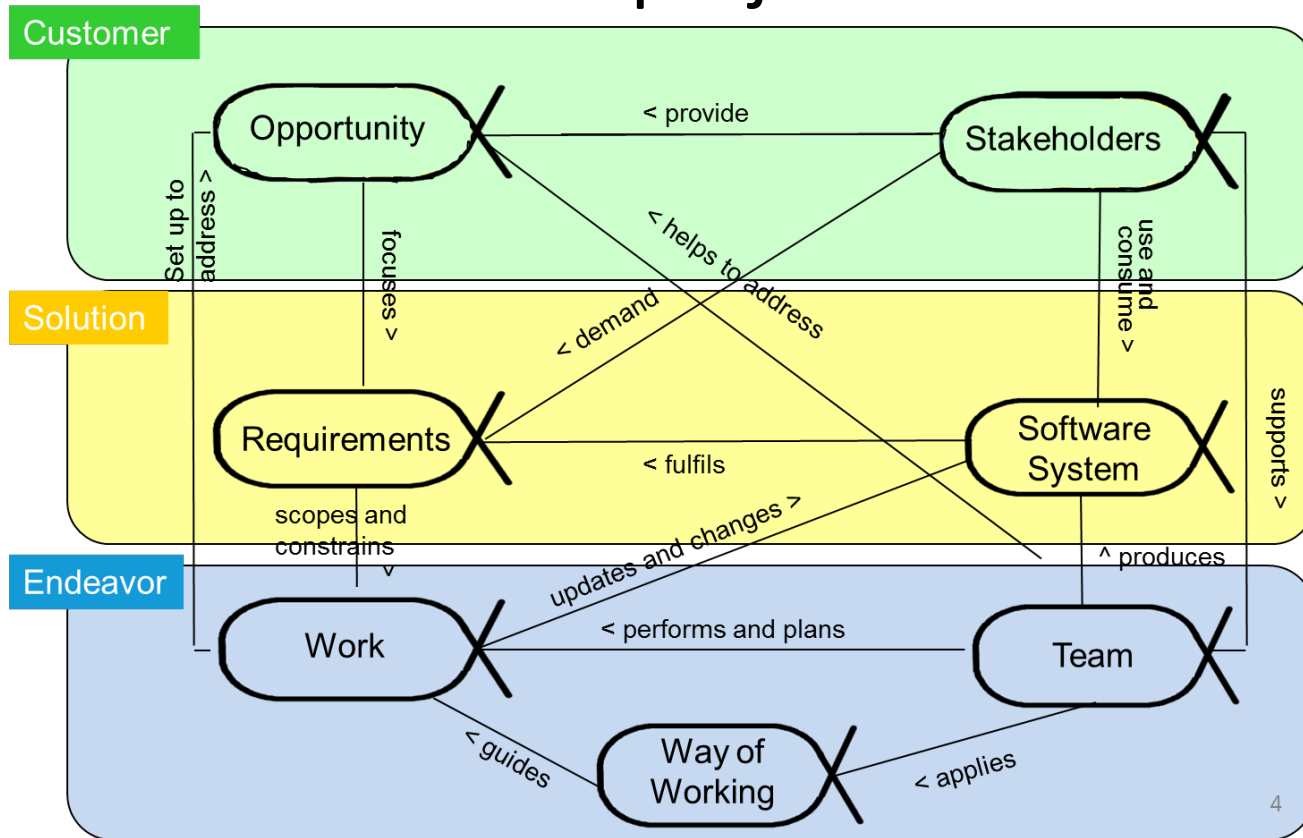 Customer
Opportunity
< provide
Stakeholders
Set up to
address >
focuses >
< helps to address
< demand
use and
consume >
Solution
Requirements
< fulfils
Software
System
supports >
scopes and
constrains
>
updates and changes >
^ produces
Endeavor
Work
< performs and plans
Team
< guides
Way of
Working
< applies
4